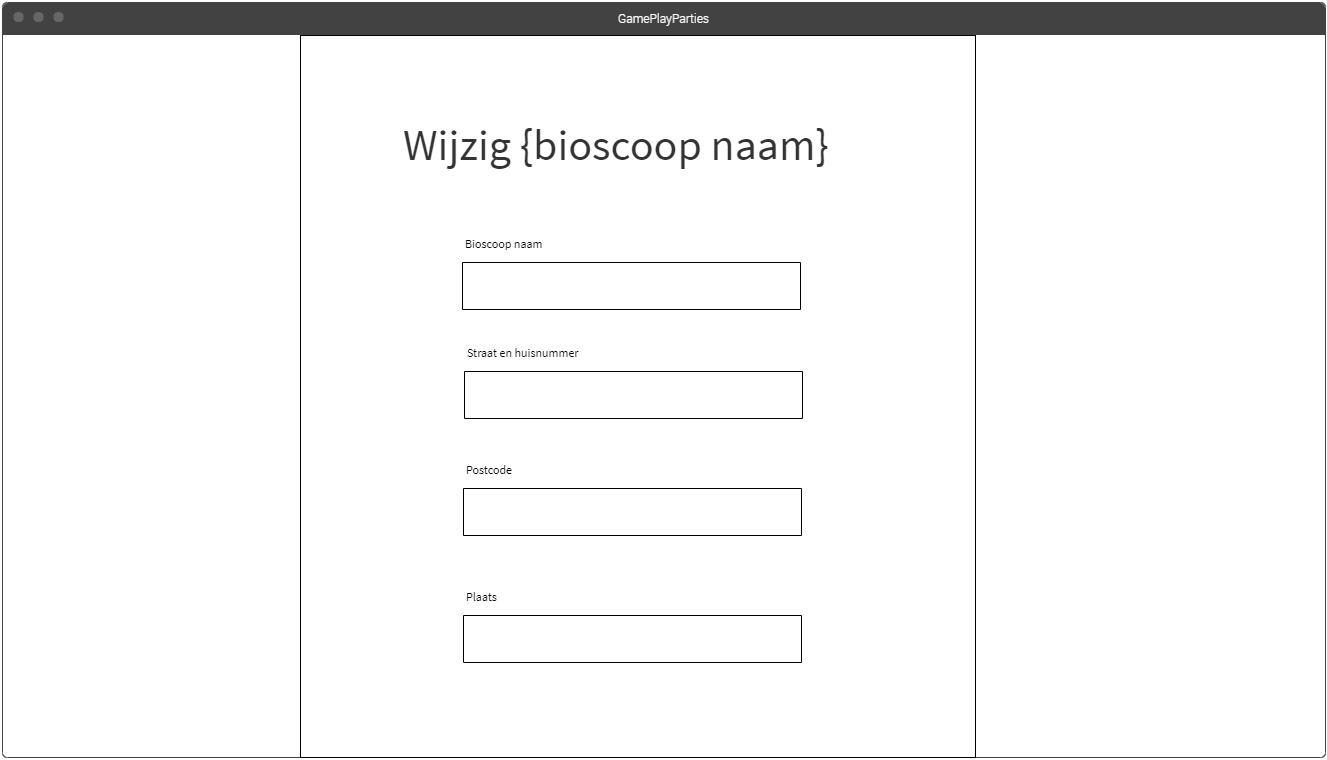 GamePlayParties
Wijzig {bioscoop naam}
Bioscoop naam
Straat en huisnummer
Postcode
Plaats